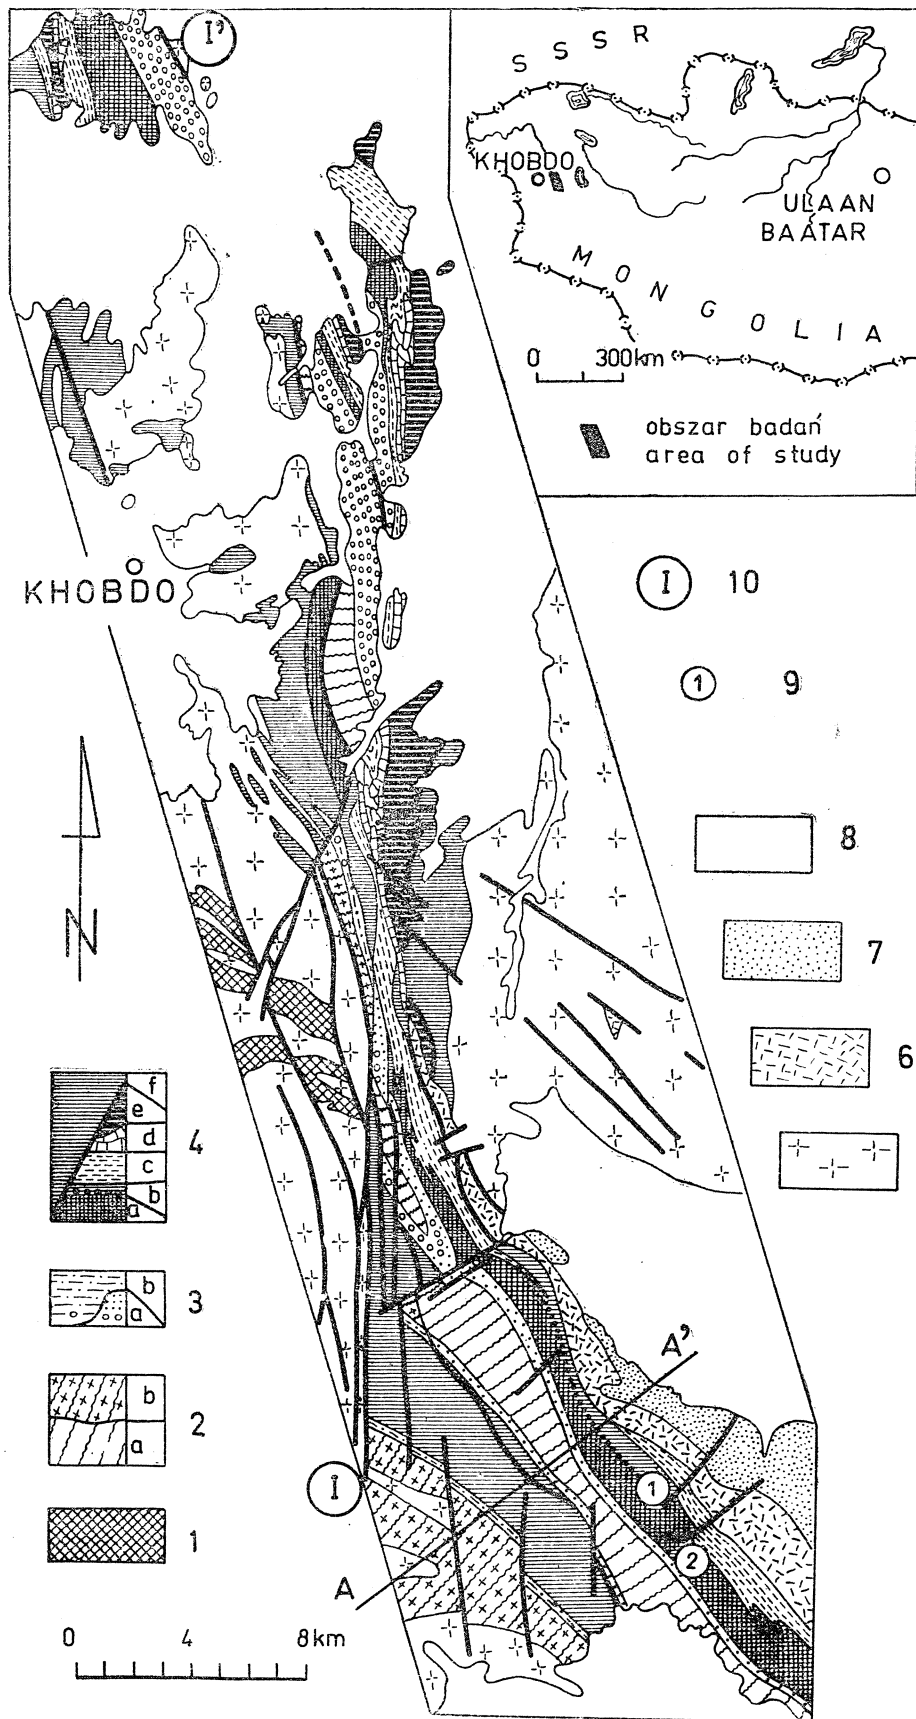 I'
S S S R
KHOBDO
ULAAN
BAATAR
M O N G O L I A
0 300km
obszar badań
area of study
KHOBDO
I 10
1 9
8
7
6
N
f
e
d
c
b
a
4
b
a
3
b
a
2
1
A'
1
2
I
A
0 4 8km